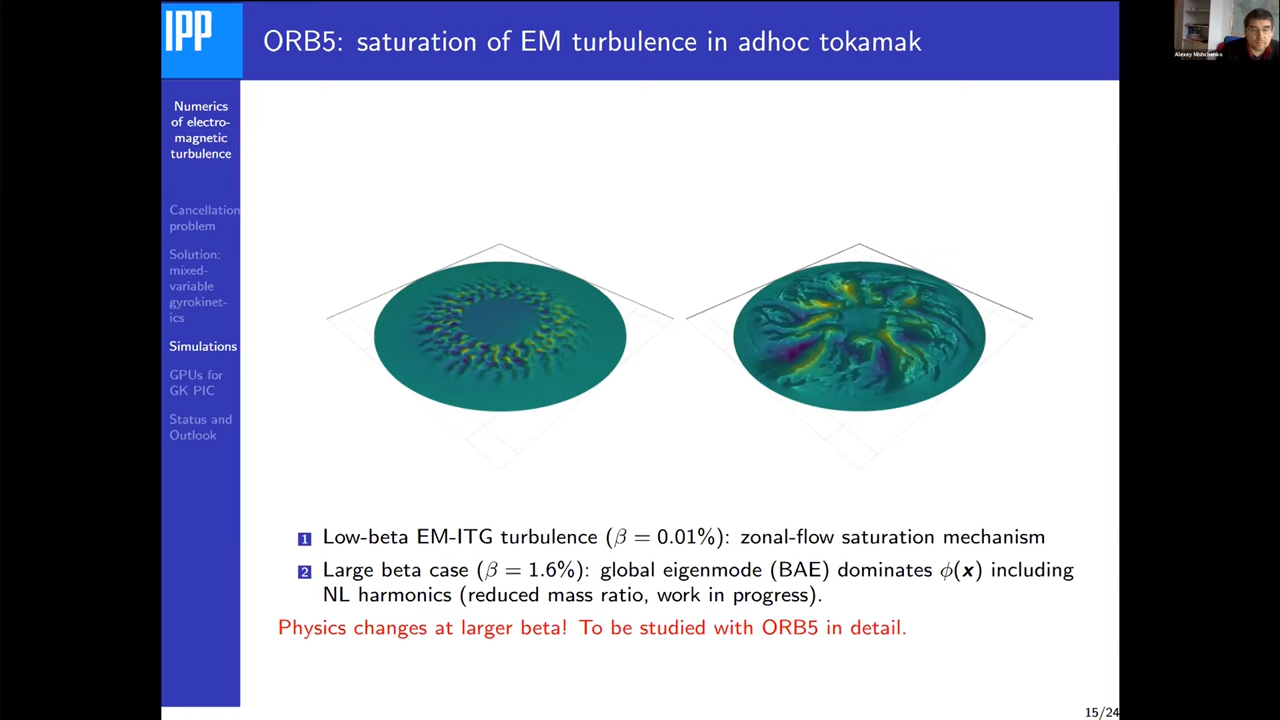 IPP
ORB5: saturation of EM turbulence in adhoc tokamak
Alexey Mishchenko
Numerics
of electro-
magnetic
turbulence
Cancellation
problem
Solution:
mixed-
variable
gyrokinet-
ics
Simulations
GPUs for
GK PIC
Status and
Outlook
1 Low-beta EM-ITG turbulence (β = 0.01%): zonal-flow saturation mechanism
2 Large beta case (β = 1.6%): global eigenmode (BAE) dominates ϕ(x) including
NL harmonics (reduced mass ratio, work in progress).
Physics changes at larger beta! To be studied with ORB5 in detail.
15/24